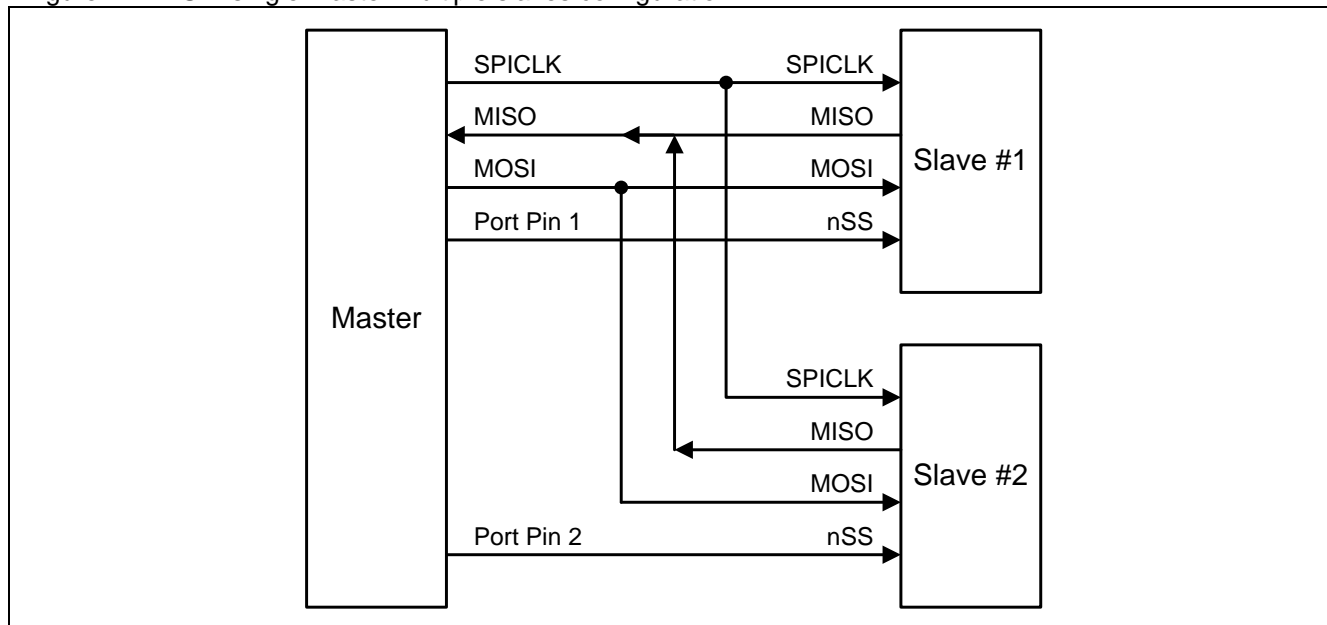 SPICLK SPICLK
MISO MISO
MOSI MOSI
Port Pin 1 nSS
Slave #1
Master
SPICLK
MISO
MOSI
Slave #2
Port Pin 2 nSS